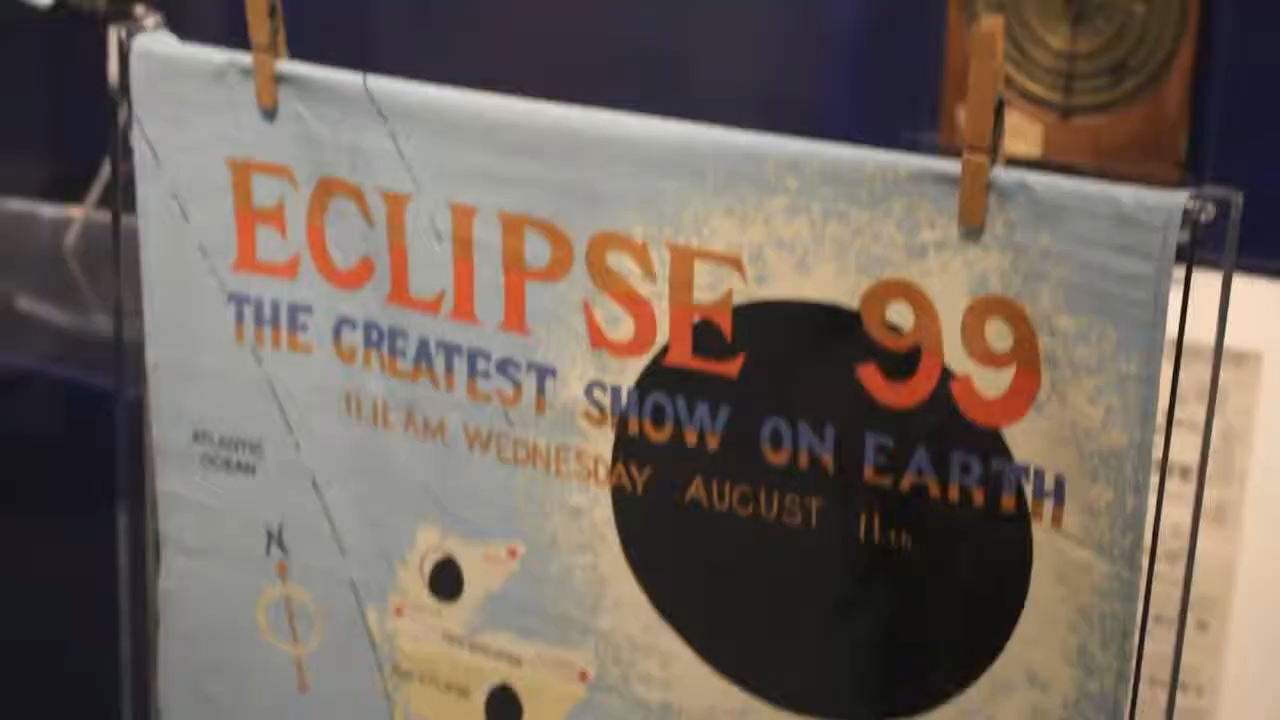 ECLIPSE 99
THE GREATEST SHOW ON EARTH
11.11. AM WEDNESDAY AUGUST 11th
ATLANTIC
OCEAN
N